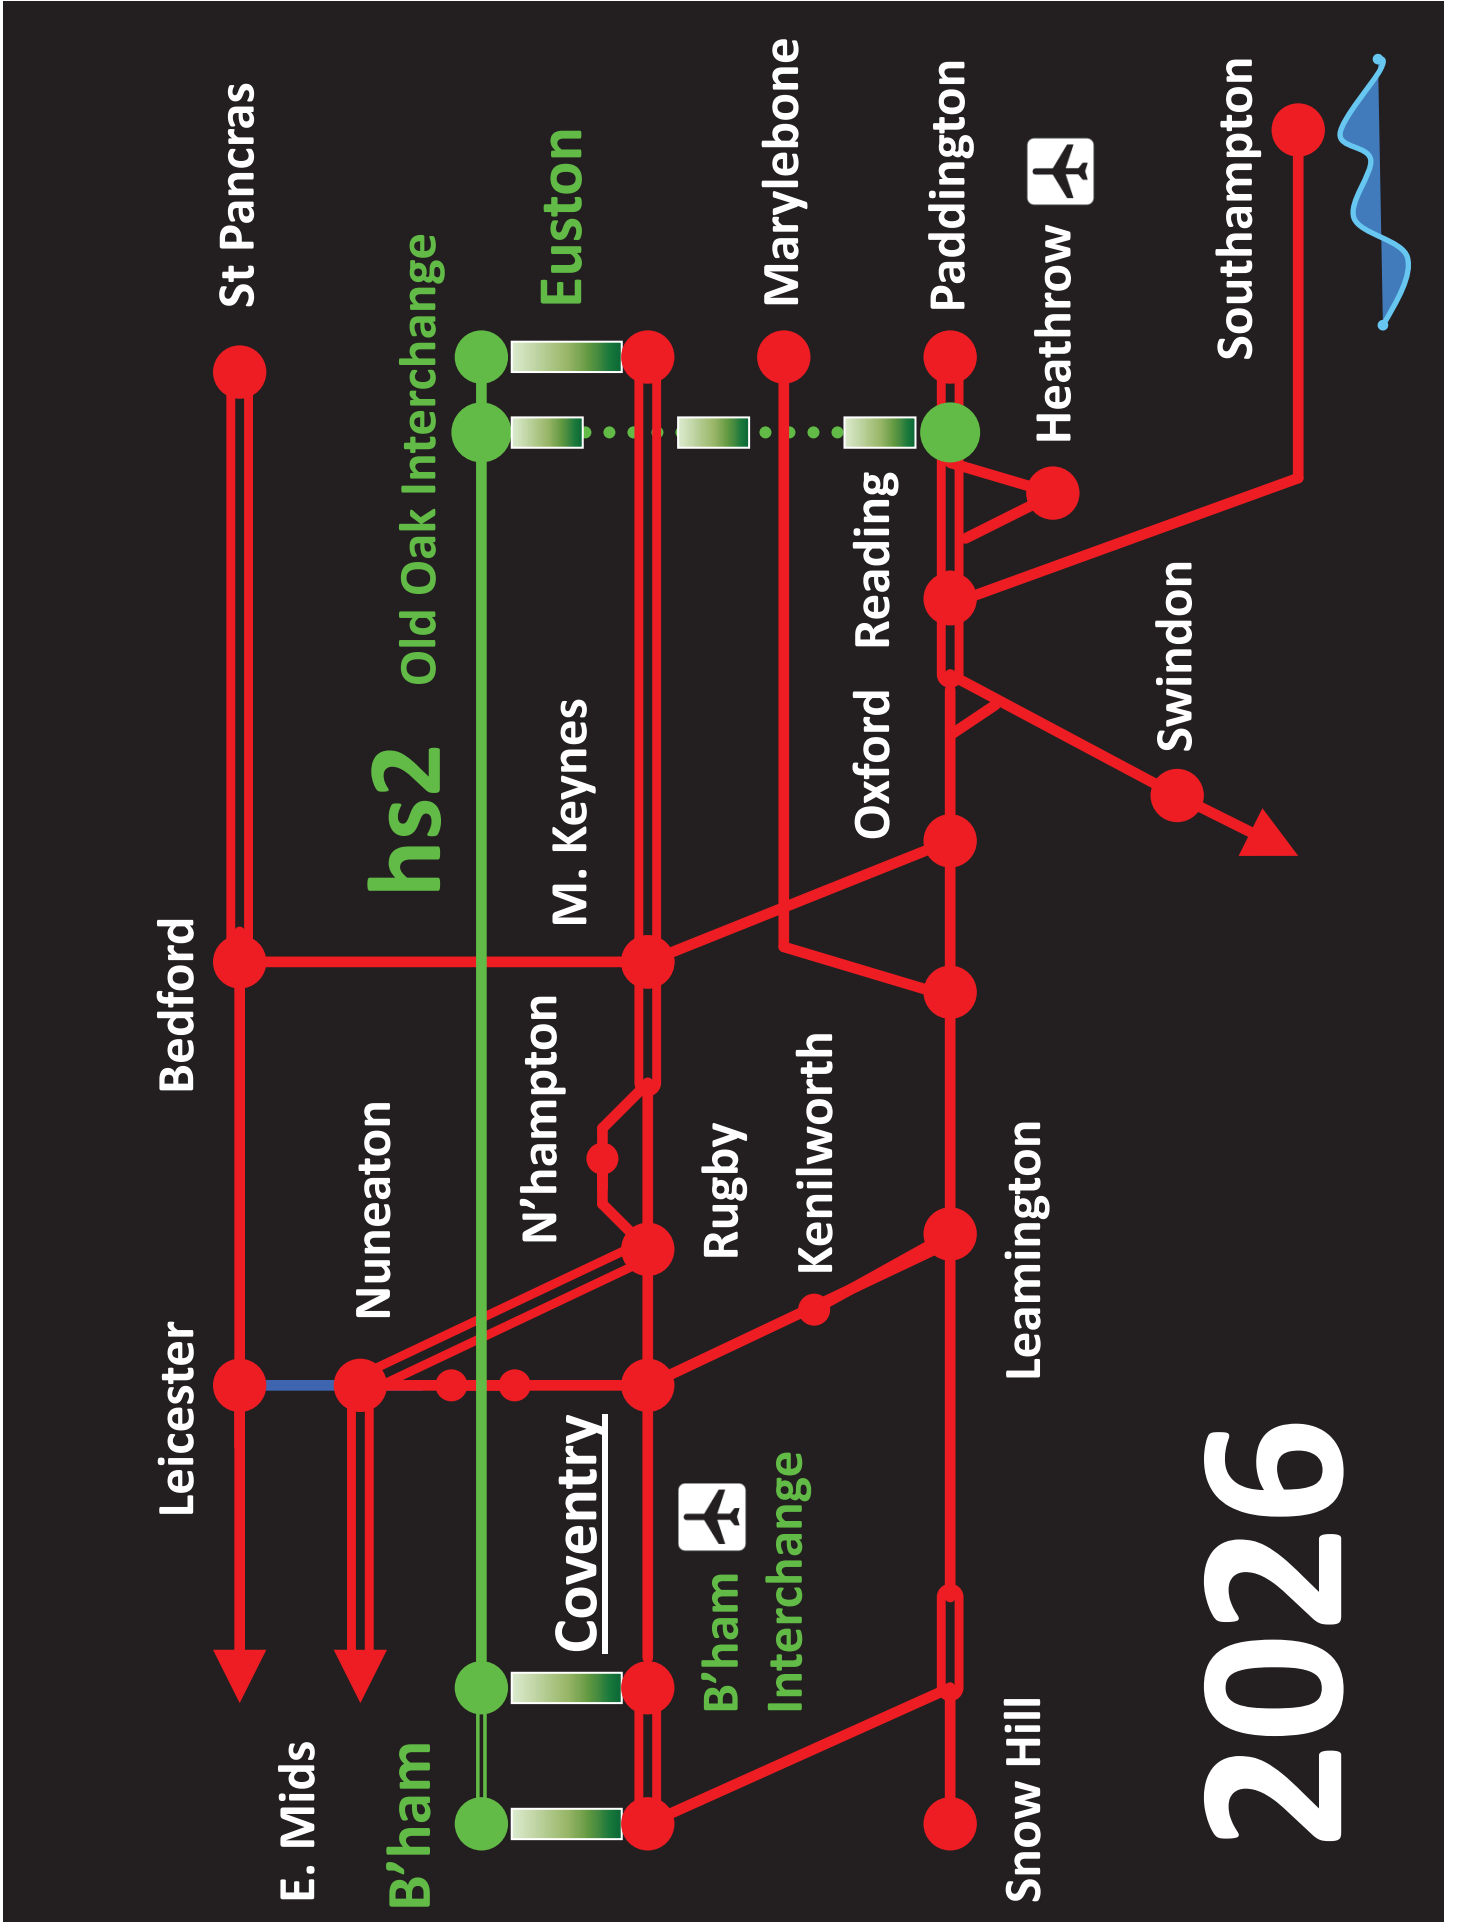 Leicester
Bedford
St Pancras
E. Mids
Nuneaton
B'ham
hs2
Old Oak Interchange
N'hampton
Coventry
M. Keynes
Euston
B'ham
Interchange
Rugby
Kenilworth
Marylebone
Oxford
Reading
Paddington
Snow Hill
Leamington
Heathrow
Swindon
Southampton
2026